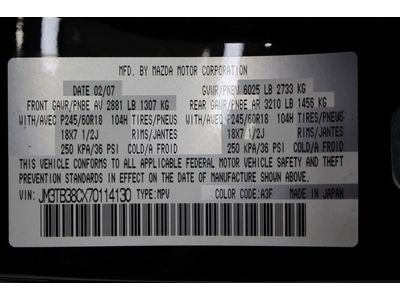 MFD. BY MAZDA MOTOR CORPORATION
DATE 02/07 GVWR/PNBV 6025 LB 2733 KG
FRONT GAWR/PNBE AV 2881 LB 1307 KG REAR GAWR/PNBE AR 3210 LB 1456 KG
WITH/AVEC P245/60R18 104H TIRES/PNEUS WITH/AVEC P245/60R18 104H TIRES/PNEUS
18X7 1/2J RIMS/JANTES 18X7 1/2J RIMS/JANTES
250 KPA/36 PSI COLD/A FROID 250 KPA/36 PSI COLD/A FROID
THIS VEHICLE CONFORMS TO ALL APPLICABLE FEDERAL MOTOR VEHICLE SAFETY, BUMPER, AND THEFT
PREVENTION STANDARDS IN EFFECT ON THE DATE OF MANUFACTURE SHOWN ABOVE.
VIN: JM3TB38CX70114130 TYPE: MPV COLOR CODE: A3F MADE IN JAPAN